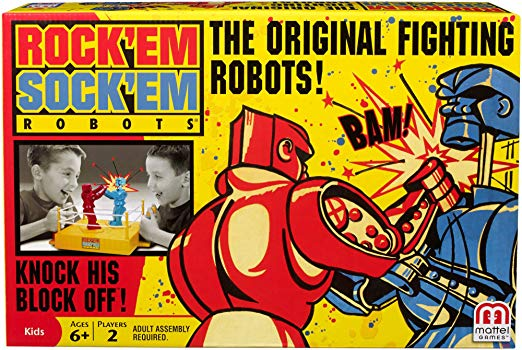 ROCK'EM
SOCK'EM
ROBOTS
THE ORIGINAL FIGHTING
ROBOTS!
BAM!
KNOCK HIS
BLOCK OFF!
Kids
AGES
6+
PLAYERS
2
ADULT ASSEMBLY
REQUIRED.
M
mattel
GAMES